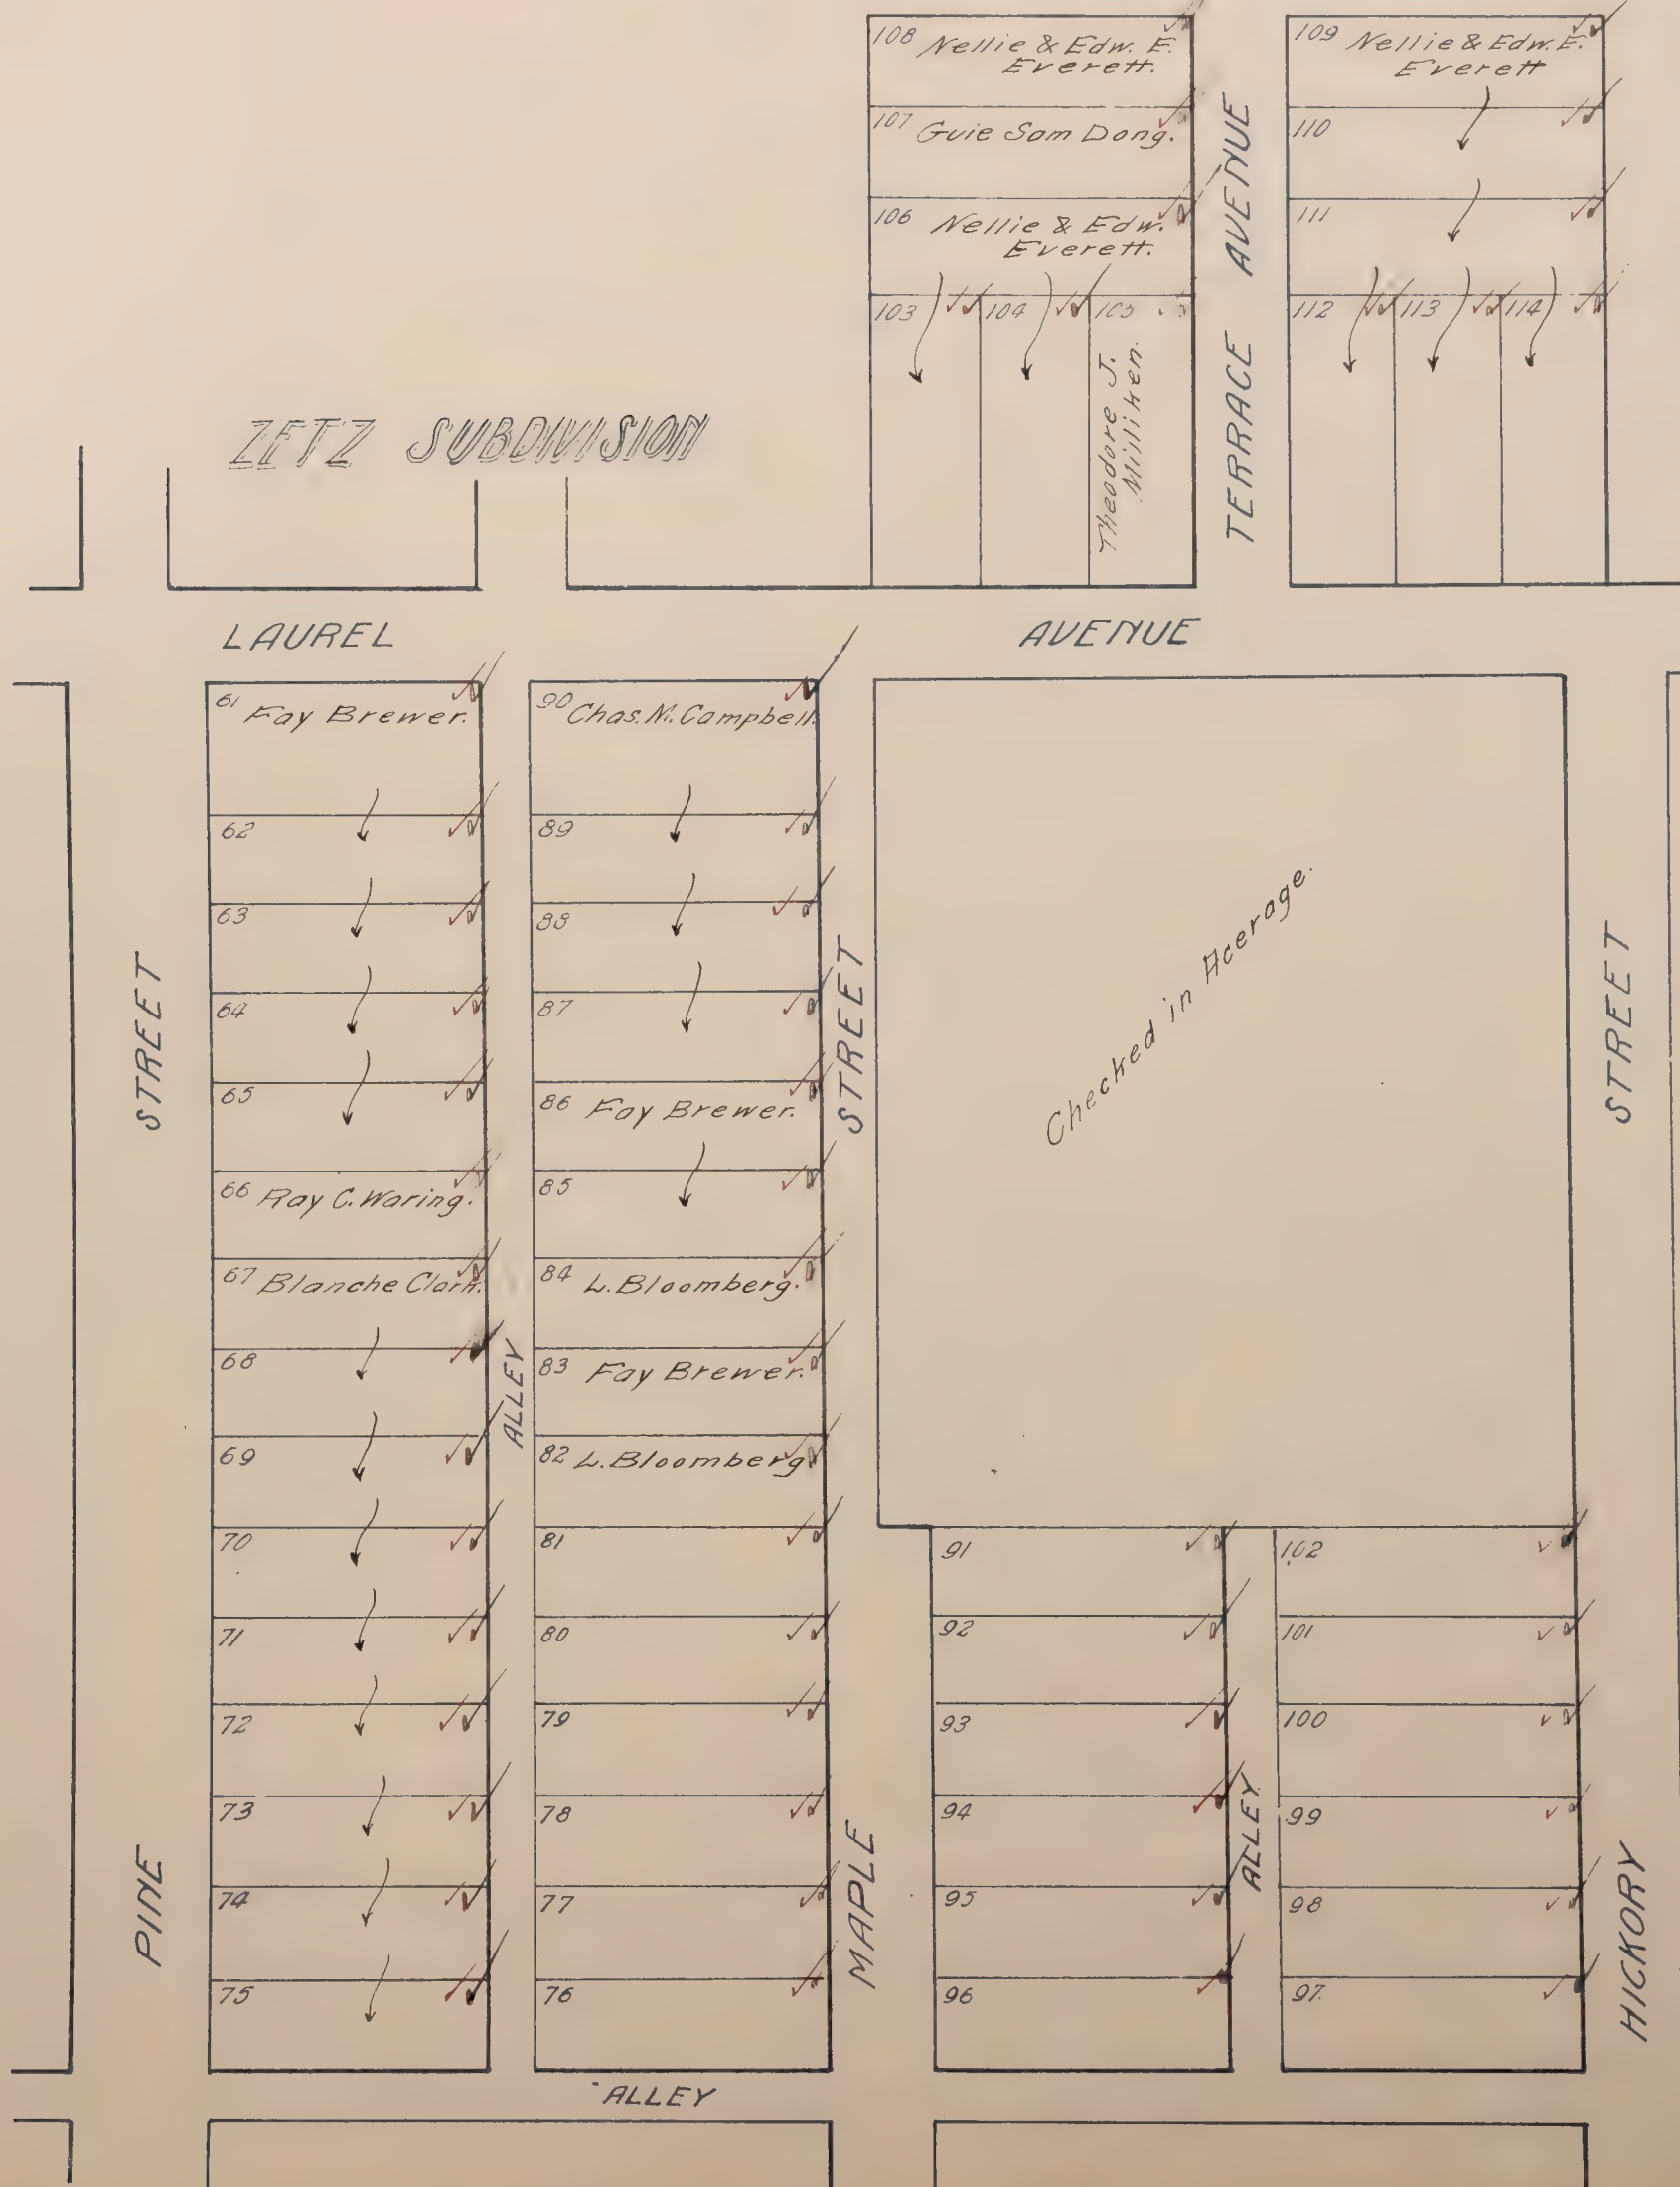 108 Nellie & Edw. E.
Everett.
107 Guie Sam Dong.
106 Nellie & Edw.
Everett.
103
104
105
Theodore J.
Milliken.
TERRACE AVENUE
109 Nellie & Edw. E.
Everett
110
111
112
113
114
ZETZ SUBDIVISION
LAUREL AVENUE
PINE STREET
61 Fay Brewer.
62
63
64
65
66 Ray C. Waring.
67 Blanche Clark.
68
69
70
71
72
73
74
75
ALLEY
90 Chas. M. Campbell.
89
88
87
86 Fay Brewer.
85
84 L. Bloomberg.
83 Fay Brewer.
82 L. Bloomberg
81
80
79
78
77
76
MAPLE STREET
Checked in Acerage.
91
92
93
94
95
96
ALLEY
102
101
100
99
98
97.
HICKORY STREET
ALLEY